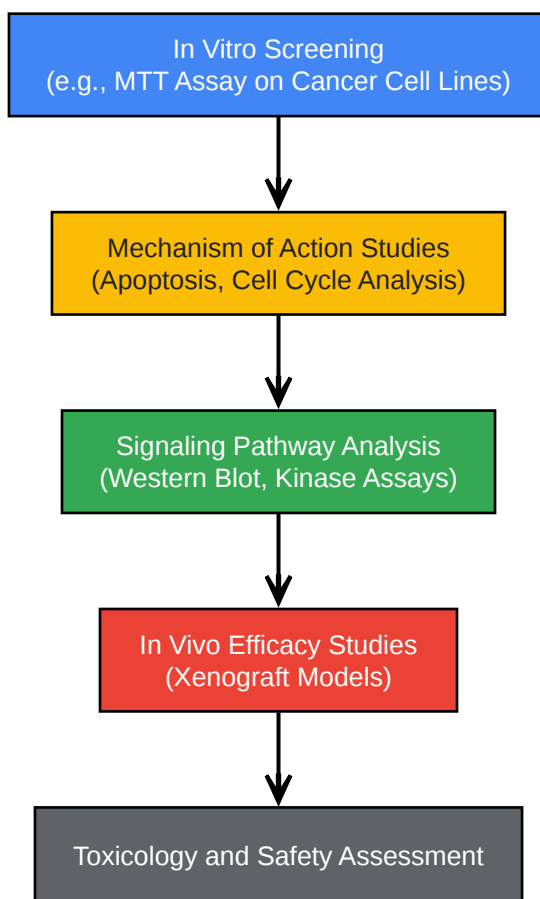 In Vitro Screening
(e.g., MTT Assay on Cancer Cell Lines)
Mechanism of Action Studies
(Apoptosis, Cell Cycle Analysis)
Signaling Pathway Analysis
(Western Blot, Kinase Assays)
In Vivo Efficacy Studies
(Xenograft Models)
Toxicology and Safety Assessment